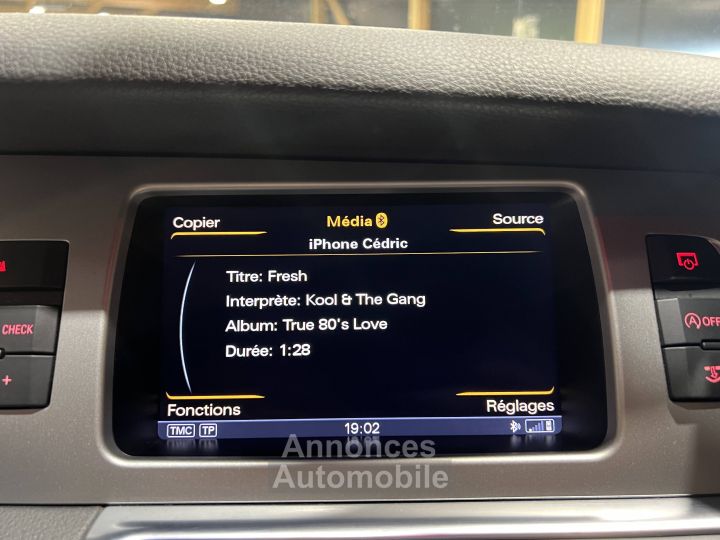 Copier
Média
Source
iPhone Cédric
Titre: Fresh
Interprète: Kool & The Gang
Album: True 80's Love
Durée: 1:28
Fonctions
Réglages
TMC TP
19:02
CHECK
+
OFF
Annonces
Automobile